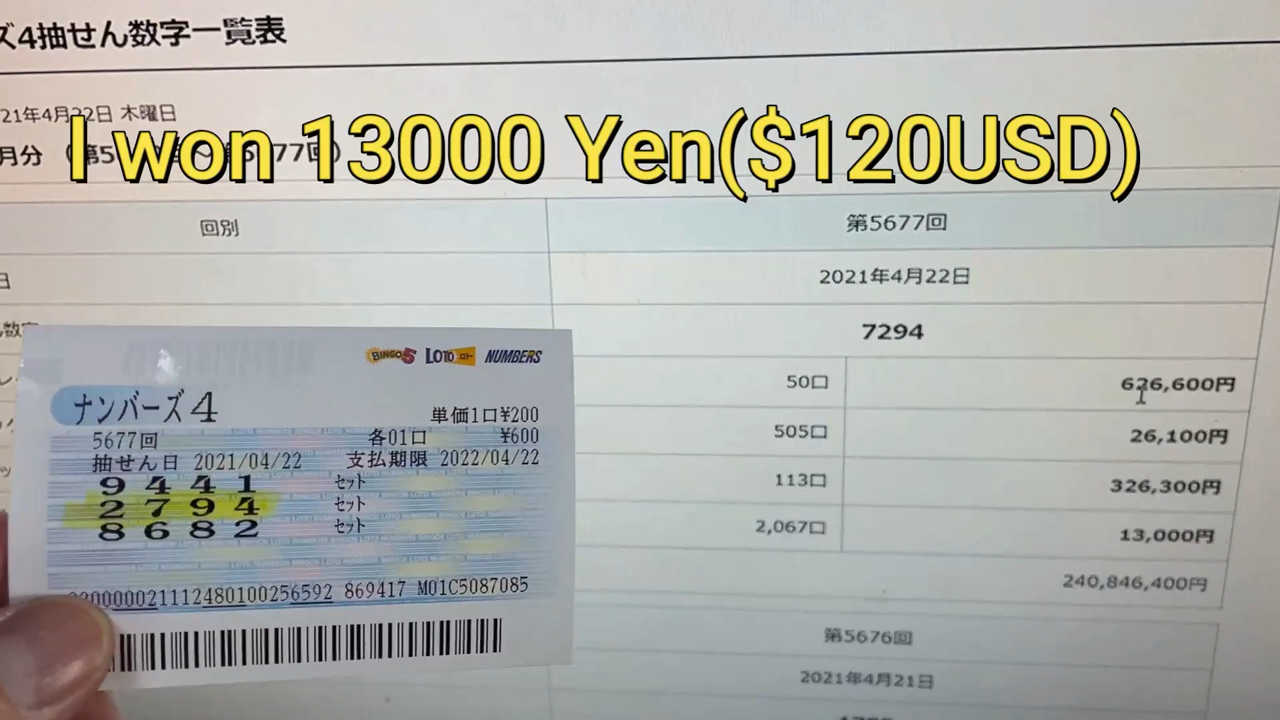 ズ4抽せん数字一覧表
21年4月22日 木曜日
I won 13000 Yen($120USD)
月分
回別
第5677回
2021年4月22日
7294
50口
626,600円
505口
26,100円
113口
326,300円
2,067口
13,000円
240,846,400円
第5676回
2021年4月21日
BINGO5 LOTO ロト NUMBERS
ナンバーズ4
単価1口¥200
5677回 各01口 ¥600
抽せん日 2021/04/22 支払期限 2022/04/22
9441 セット
2794 セット
8682 セット
869417 M01C5087085